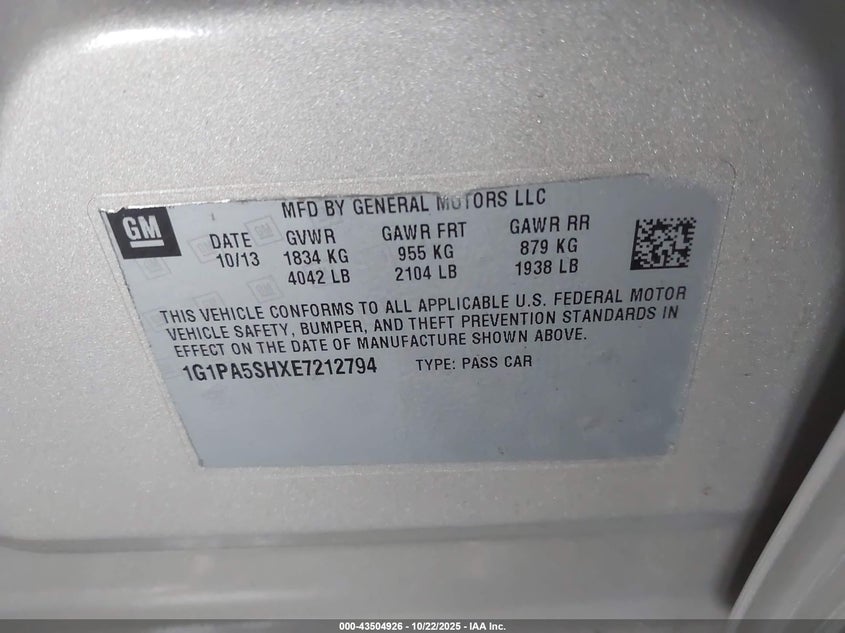 GM
MFD BY GENERAL MOTORS LLC
DATE GVWR GAWR FRT GAWR RR
10/13 1834 KG 955 KG 879 KG
4042 LB 2104 LB 1938 LB
THIS VEHICLE CONFORMS TO ALL APPLICABLE U.S. FEDERAL MOTOR
VEHICLE SAFETY, BUMPER, AND THEFT PREVENTION STANDARDS IN
EFFECT ON THE DATE OF MANUFACTURE SHOWN ABOVE.
1G1PA5SHXE7212794 TYPE: PASS CAR
000-43504926 - 10/22/2025 - IAA Inc.